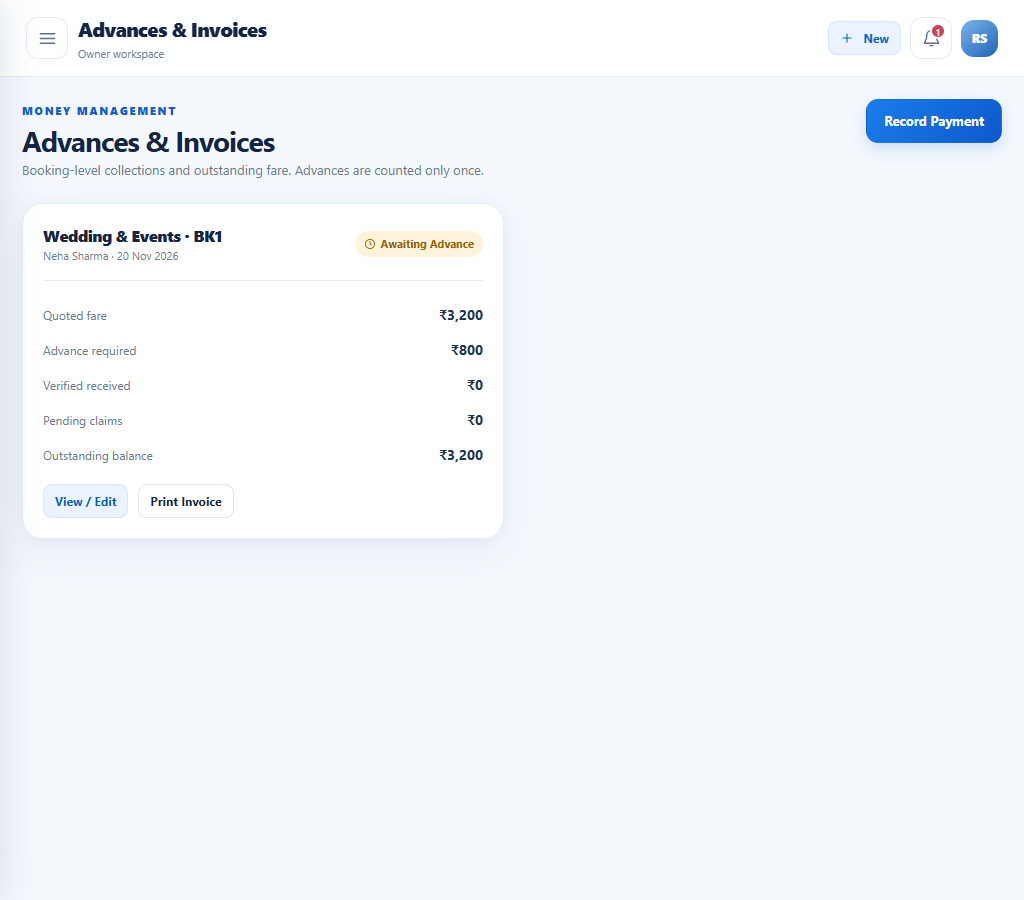 Advances & Invoices
Owner workspace
+ New
1
RS
MONEY MANAGEMENT
Advances & Invoices
Booking-level collections and outstanding fare. Advances are counted only once.
Record Payment
Wedding & Events · BK1
Neha Sharma · 20 Nov 2026
Awaiting Advance
Quoted fare ₹3,200
Advance required ₹800
Verified received ₹0
Pending claims ₹0
Outstanding balance ₹3,200
View / Edit
Print Invoice